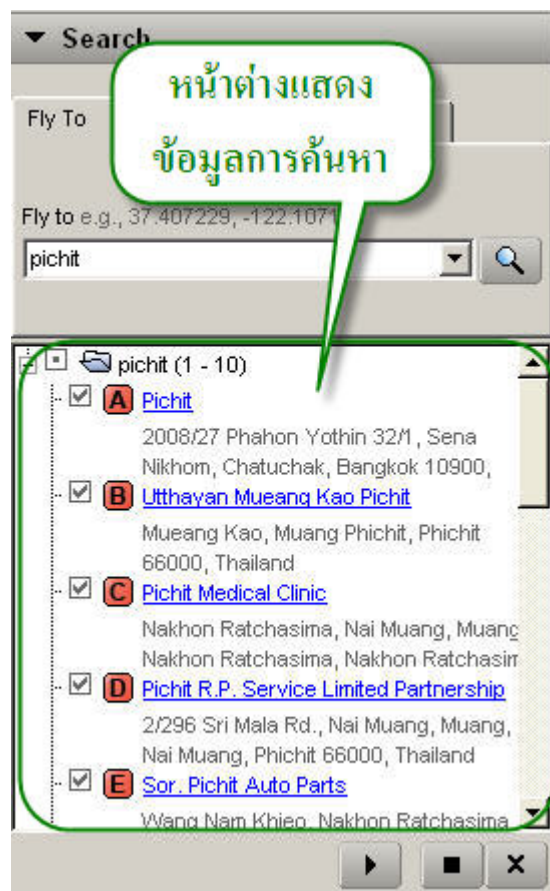 Search
หน้าต่างแสดง
ข้อมูลการค้นหา
Fly To
Fly to e.g., 37.407229, -122.1071
pichit
pichit (1 - 10)
A Pichit
2008/27 Phahon Yothin 32/1, Sena
Nikhom, Chatuchak, Bangkok 10900,
B Utthayan Mueang Kao Pichit
Mueang Kao, Muang Phichit, Phichit
66000, Thailand
C Pichit Medical Clinic
Nakhon Ratchasima, Nai Muang, Muang
Nakhon Ratchasima, Nakhon Ratchasim
D Pichit R.P. Service Limited Partnership
2/296 Sri Mala Rd., Nai Muang, Muang,
Nai Muang, Phichit 66000, Thailand
E Sor. Pichit Auto Parts
Wang Nam Khieo, Nakhon Ratchasima